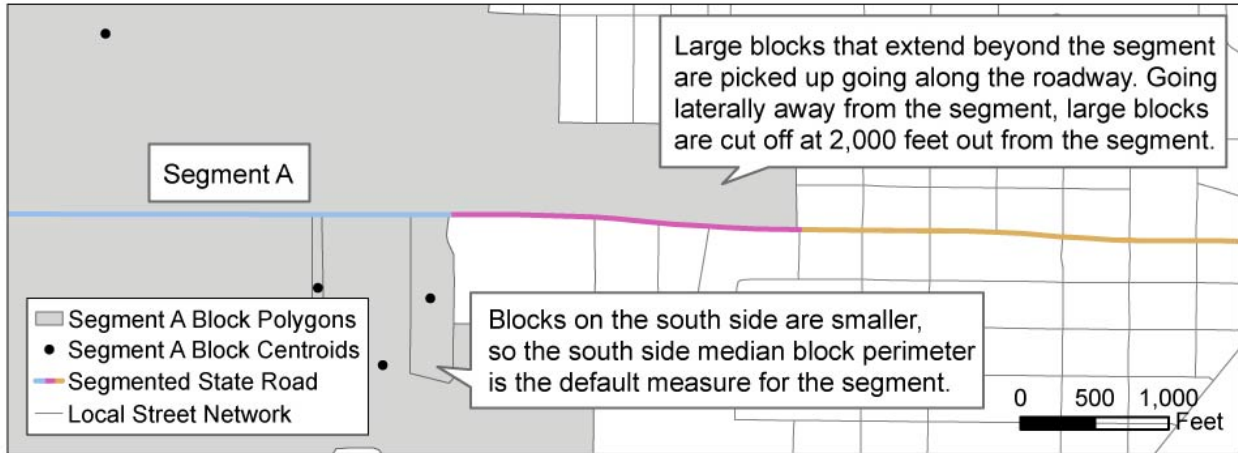 Large blocks that extend beyond the segment
are picked up going along the roadway. Going
laterally away from the segment, large blocks
are cut off at 2,000 feet out from the segment.
Segment A
Segment A Block Polygons
Segment A Block Centroids
Segmented State Road
Local Street Network
Blocks on the south side are smaller,
so the south side median block perimeter
is the default measure for the segment.
0 500 1,000
Feet